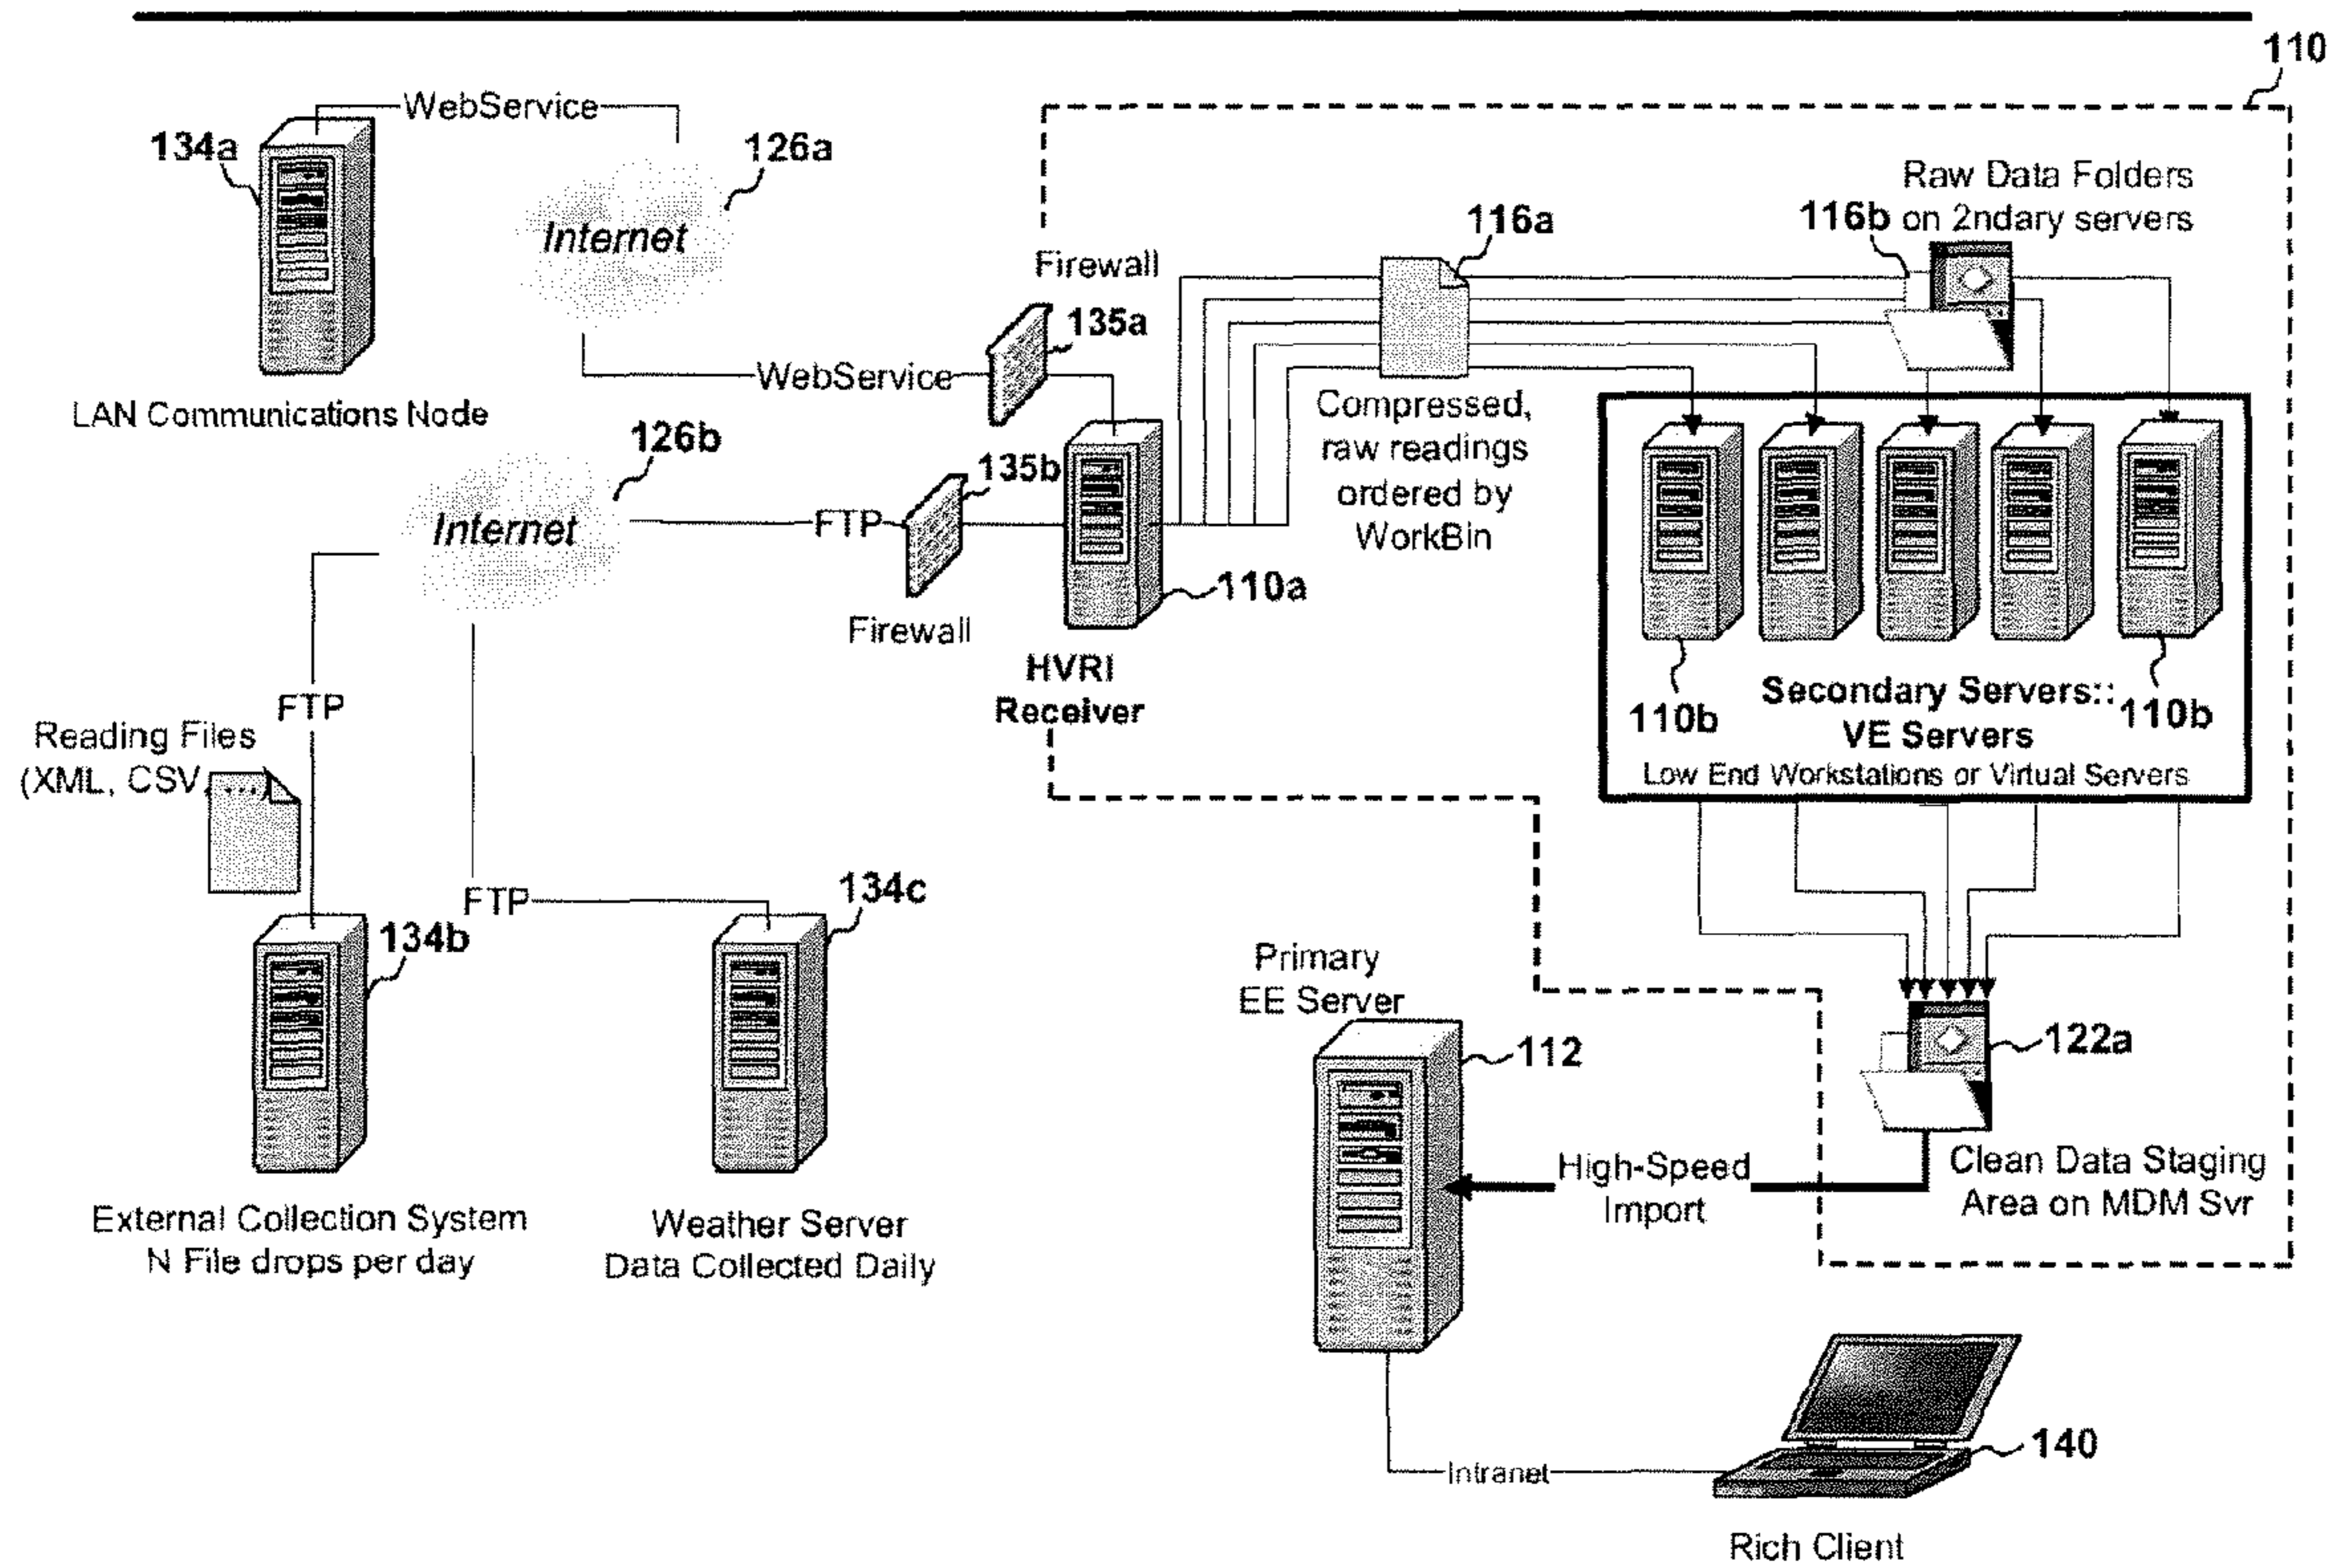 110
WebService
134a
126a
Internet
LAN Communications Node
Firewall
135a
WebService
116a
116b
Raw Data Folders
on 2ndary servers
Compressed,
raw readings
ordered by
WorkBin
126b
Internet
135b
FTP
Firewall
110a
HVRI
Receiver
110b
Secondary Servers::
VE Servers
110b
Low End Workstations or Virtual Servers
FTP
Reading Files
(XML, CSV, ...)
FTP
134b
134c
External Collection System
N File drops per day
Weather Server
Data Collected Daily
Primary
EE Server
112
122a
High-Speed
Import
Clean Data Staging
Area on MDM Svr
Intranet
140
Rich Client